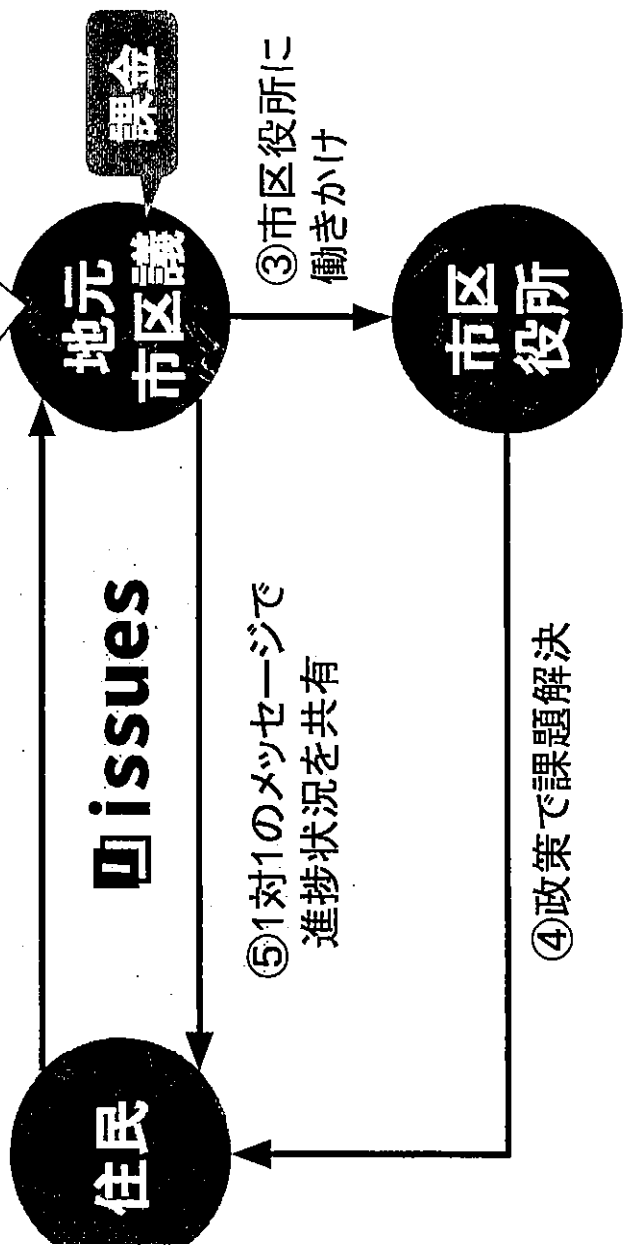 住民
issues
地元
市区議
課金
③市区役所に
働きかけ
⑤1対1のメッセージで
進捗状況を共有
市区
役所
④政策で課題解決